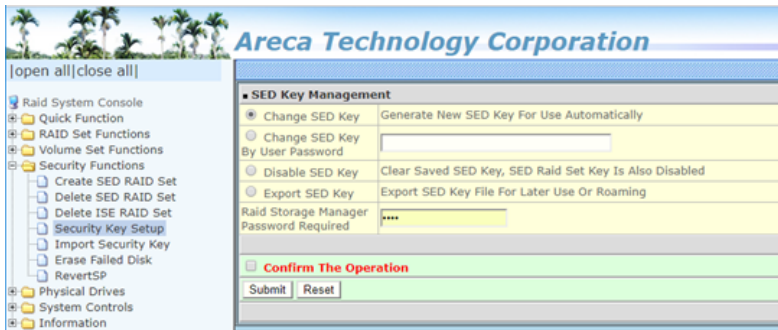 Areca Technology Corporation
|open all|close all|
Raid System Console
Quick Function
RAID Set Functions
Volume Set Functions
Security Functions
Create SED RAID Set
Delete SED RAID Set
Delete ISE RAID Set
Security Key Setup
Import Security Key
Erase Failed Disk
RevertSP
Physical Drives
System Controls
Information
SED Key Management
Change SED Key Generate New SED Key For Use Automatically
Change SED Key
By User Password
Disable SED Key Clear Saved SED Key, SED Raid Set Key Is Also Disabled
Export SED Key Export SED Key File For Later Use Or Roaming
Raid Storage Manager
Password Required ••••
Confirm The Operation
Submit Reset